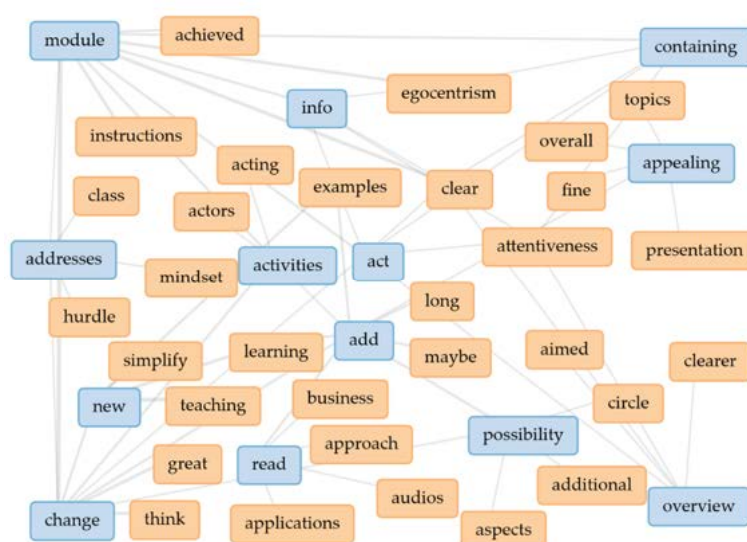 achieved
module
containing
egocentrism
info
topics
instructions
overall
acting
appealing
examples
clear
class
fine
actors
addresses
activities
act
attentiveness
presentation
mindset
long
hurdle
add
learning
maybe
aimed
clearer
simplify
business
new
teaching
circle
possibility
approach
great
read
additional
audios
overview
change
think
applications
aspects